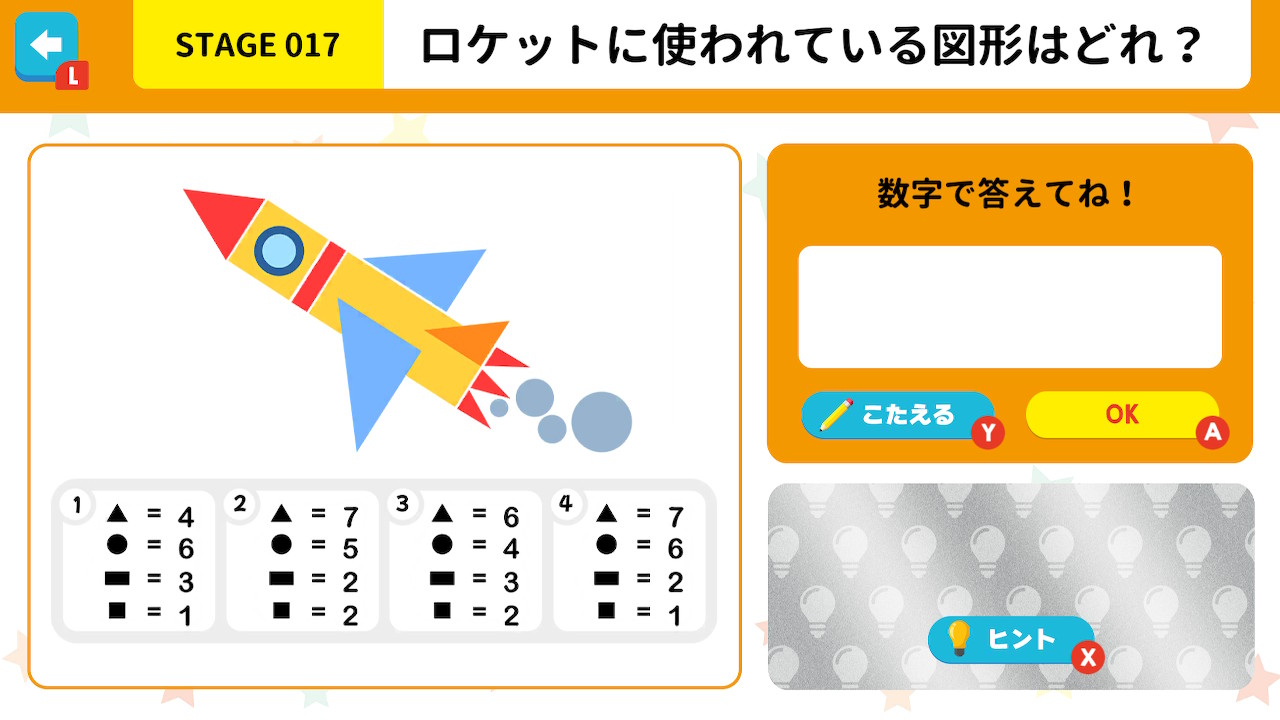 L
STAGE 017
ロケットに使われている図形はどれ？
数字で答えてね！
こたえる
Y
OK
A
ヒント
X
1
▲ = 4
● = 6
▬ = 3
■ = 1
2
▲ = 7
● = 5
▬ = 2
■ = 2
3
▲ = 6
● = 4
▬ = 3
■ = 2
4
▲ = 7
● = 6
▬ = 2
■ = 1